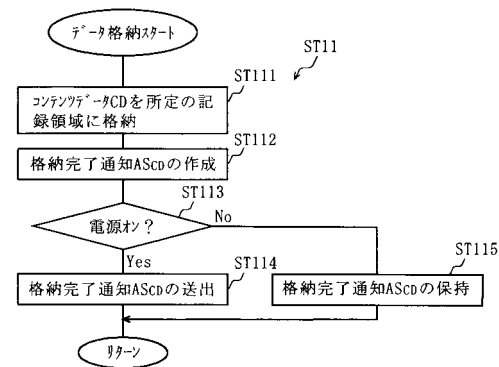 データ格納スタート
ST11
ST111
コンテンツデータCDを所定の記
録領域に格納
ST112
格納完了通知ASCDの作成
ST113
電源オン？
No
Yes
ST114
格納完了通知ASCDの送出
ST115
格納完了通知ASCDの保持
リターン